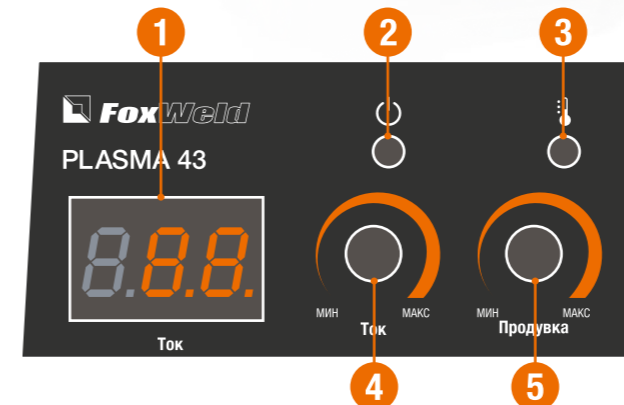 1 2 3
FoxWeld
PLASMA 43
8.8.8.
МИН МАКС МИН МАКС
Ток Ток Продувка
4 5